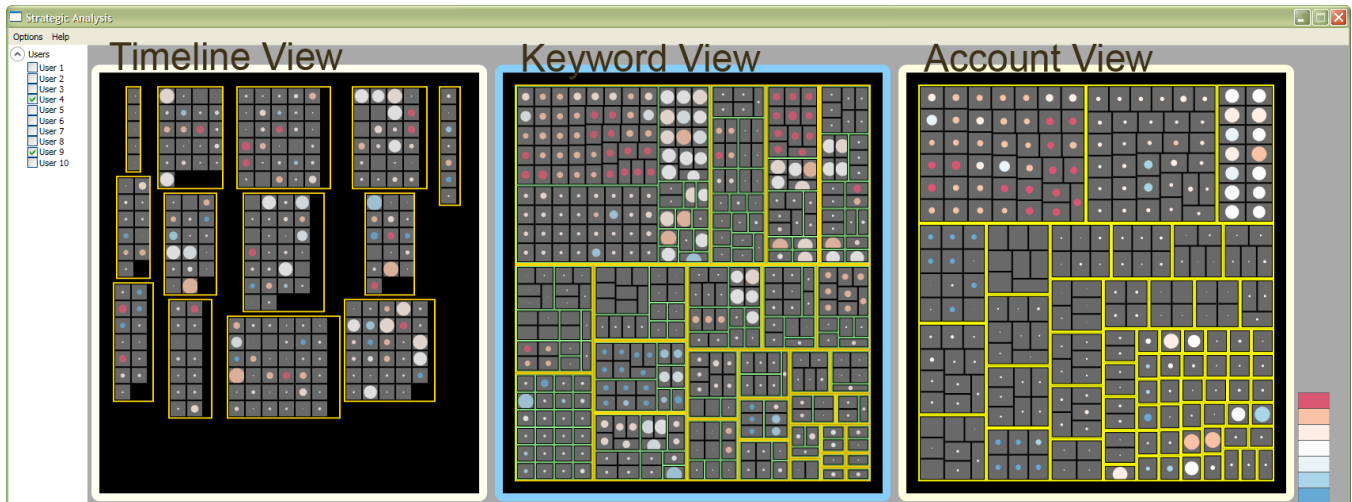 Strategic Analysis
Options Help
Users
User 1
User 2
User 3
User 4
User 5
User 6
User 7
User 8
User 9
User 10
Timeline View
Keyword View
Account View